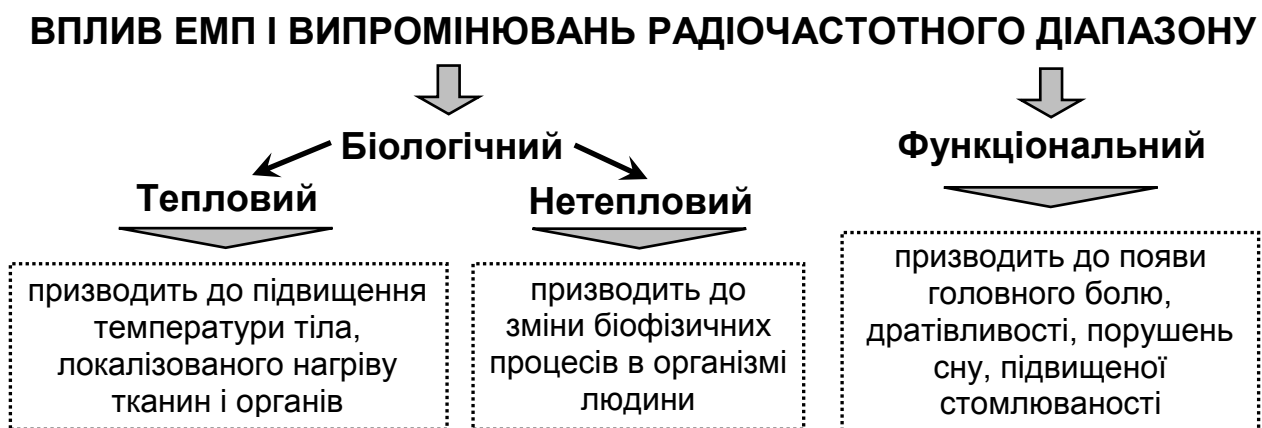 ВПЛИВ ЕМП І ВИПРОМІНЮВАНЬ РАДІОЧАСТОТНОГО ДІАПАЗОНУ
Біологічний
Тепловий
призводить до підвищення
температури тіла,
локалізованого нагріву
тканин і органів
Нетепловий
призводить до
зміни біофізичних
процесів в організмі
людини
Функціональний
призводить до появи
головного болю,
дратівливості, порушень
сну, підвищеної
стомлюваності